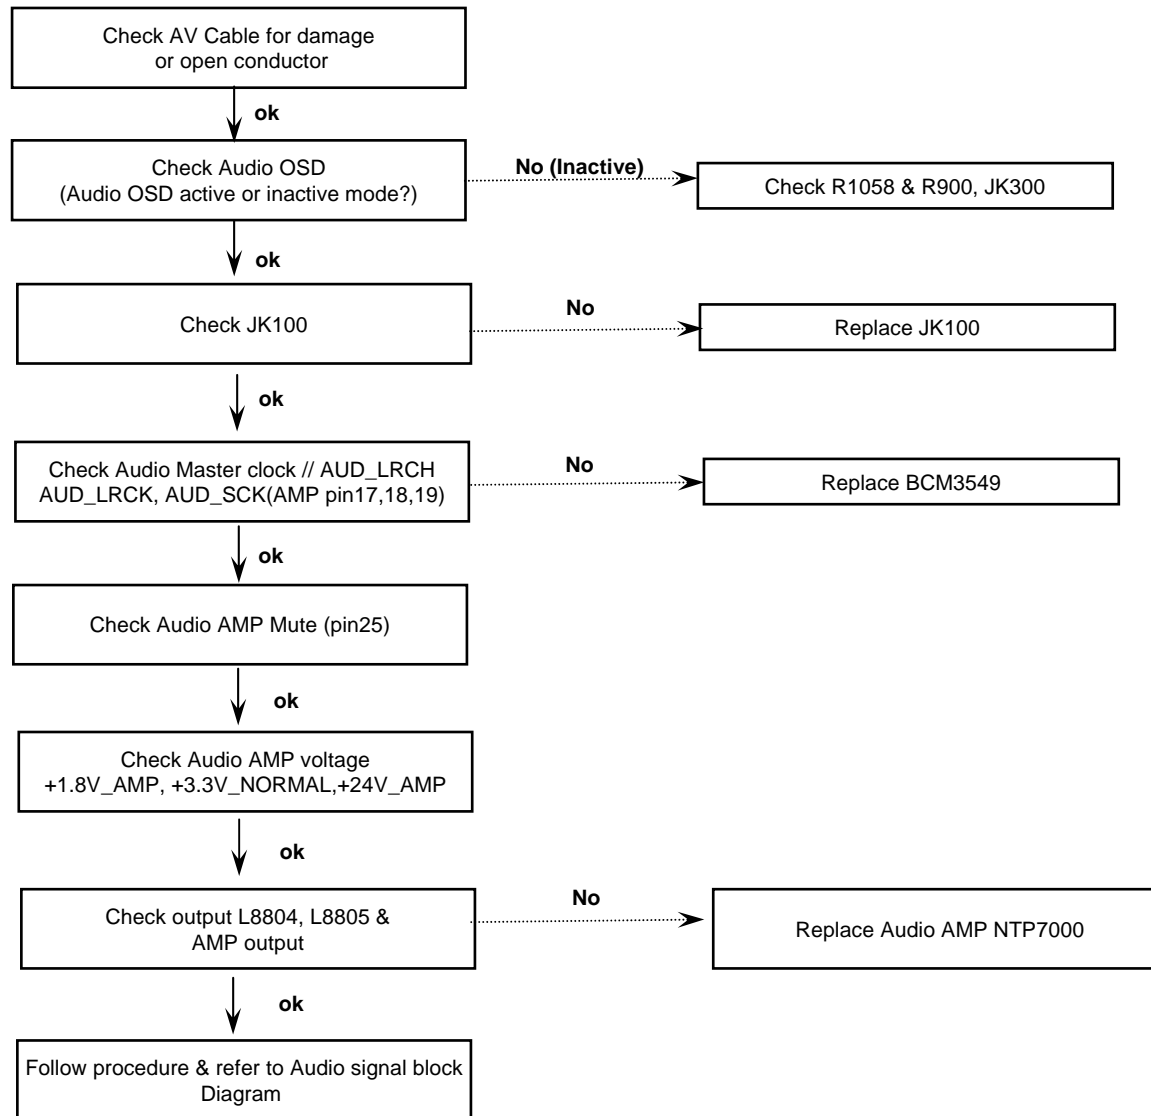 Check AV Cable for damage
or open conductor
ok
Check Audio OSD
(Audio OSD active or inactive mode?)
No (Inactive)
Check R1058 & R900, JK300
ok
Check JK100
No
Replace JK100
ok
Check Audio Master clock // AUD_LRCH
AUD_LRCK, AUD_SCK(AMP pin17,18,19)
No
Replace BCM3549
ok
Check Audio AMP Mute (pin25)
ok
Check Audio AMP voltage
+1.8V_AMP, +3.3V_NORMAL,+24V_AMP
ok
Check output L8804, L8805 &
AMP output
No
Replace Audio AMP NTP7000
ok
Follow procedure & refer to Audio signal block
Diagram